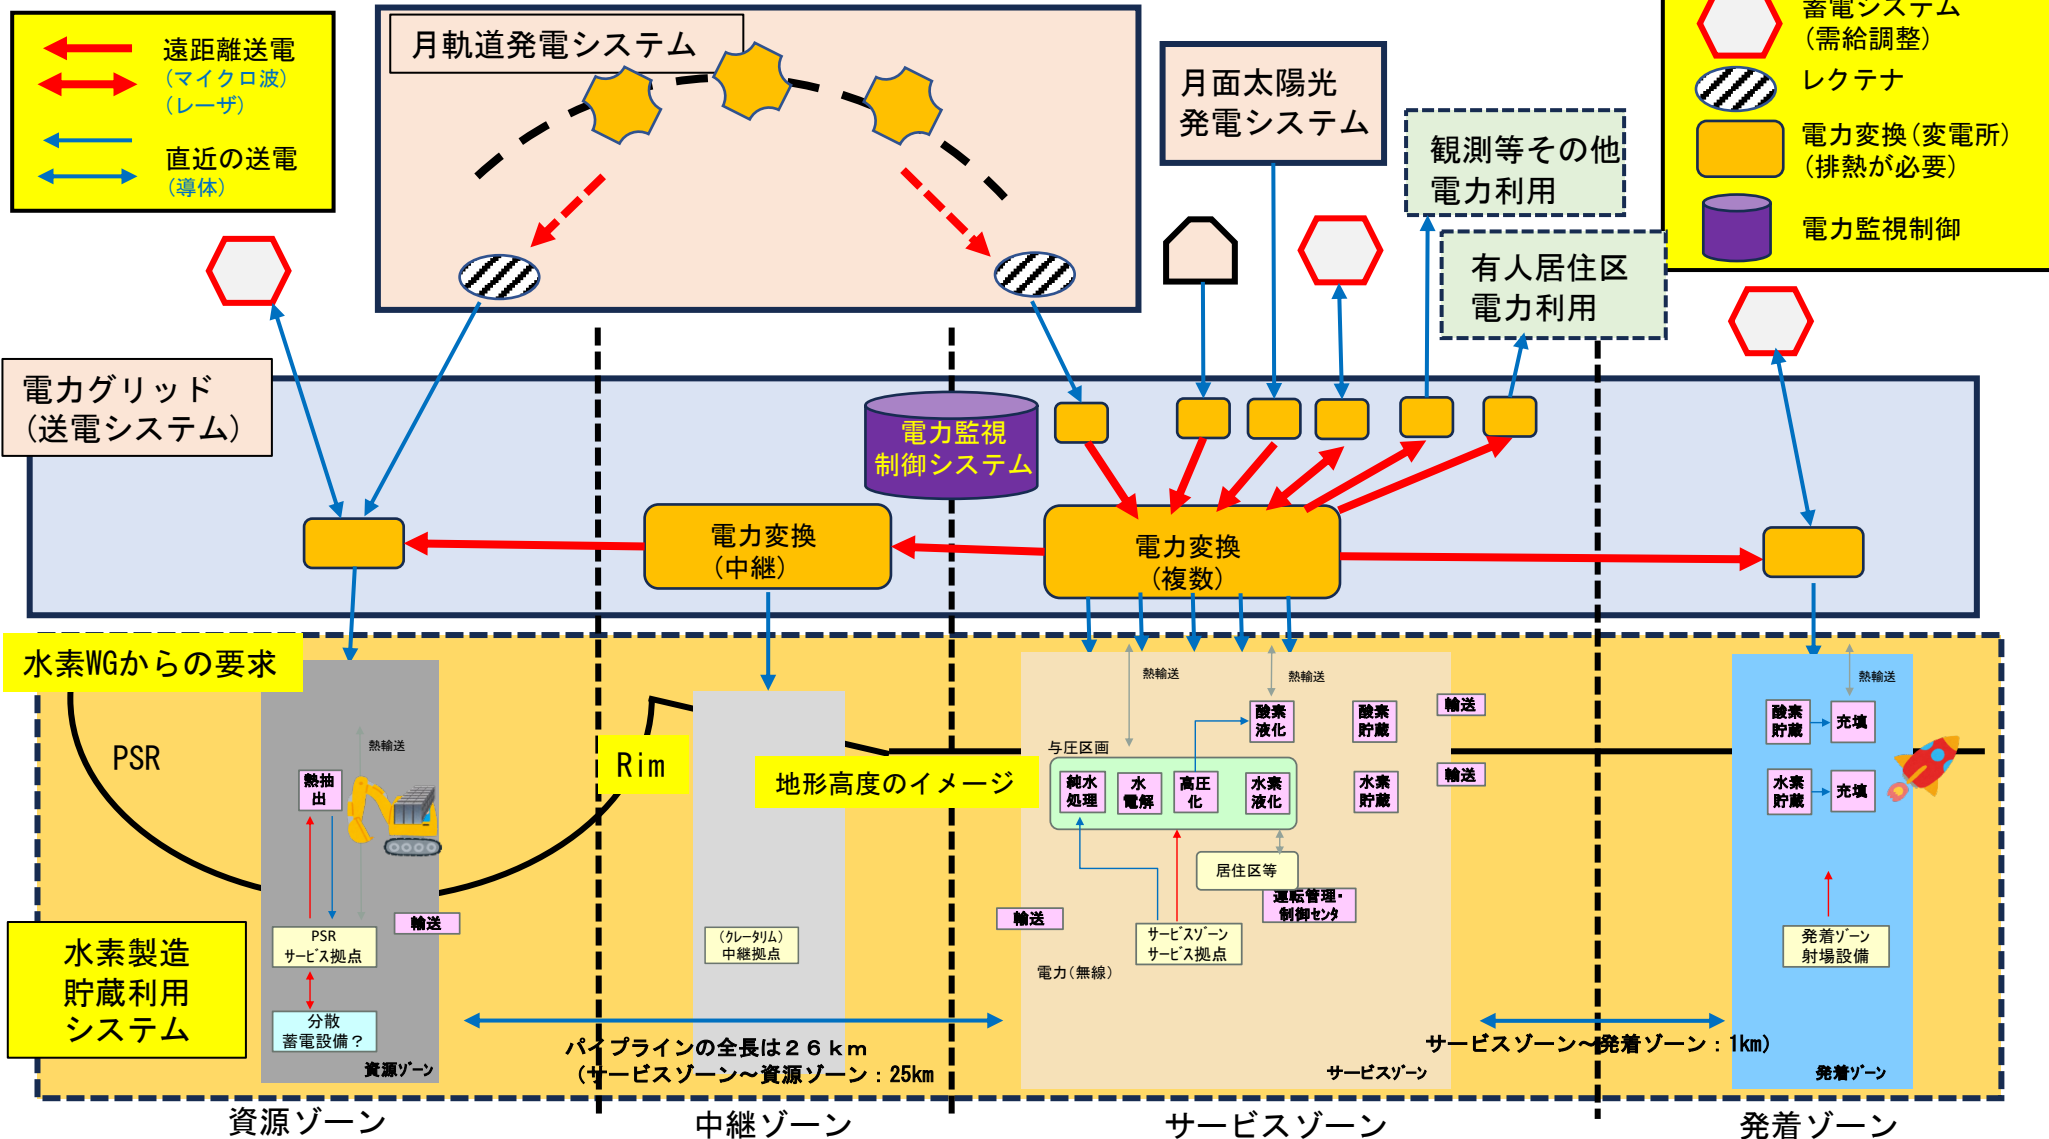 遠距離送電
(マイクロ波)
(レーザ)
直近の送電
(導体)
月軌道発電システム
月面太陽光
発電システム
観測等その他
電力利用
有人居住区
電力利用
蓄電システム
(需給調整)
レクテナ
電力変換(変電所)
(排熱が必要)
電力監視制御
電力グリッド
(送電システム)
電力監視
制御システム
電力変換
(中継)
電力変換
(複数)
水素WGからの要求
PSR
熱輸送
熱抽
出
輸送
PSR
サービス拠点
分散
蓄電設備？
資源ゾーン
水素製造
貯蔵利用
システム
Rim
地形高度のイメージ
(クレータリム)
中継拠点
パイプラインの全長は２６ｋｍ
(サービスゾーン～資源ゾーン：25km
熱輸送
熱輸送
酸素
液化
酸素
貯蔵
輸送
与圧区画
純水
処理
水
電解
高圧
化
水素
液化
水素
貯蔵
輸送
居住区等
運転管理・
制御センタ
輸送
サービスゾーン
サービス拠点
電力(無線)
サービスゾーン
サービスゾーン～発着ゾーン：1km)
熱輸送
酸素
貯蔵
充填
水素
貯蔵
充填
発着ゾーン
射場設備
発着ゾーン
資源ゾーン
中継ゾーン
サービスゾーン
発着ゾーン